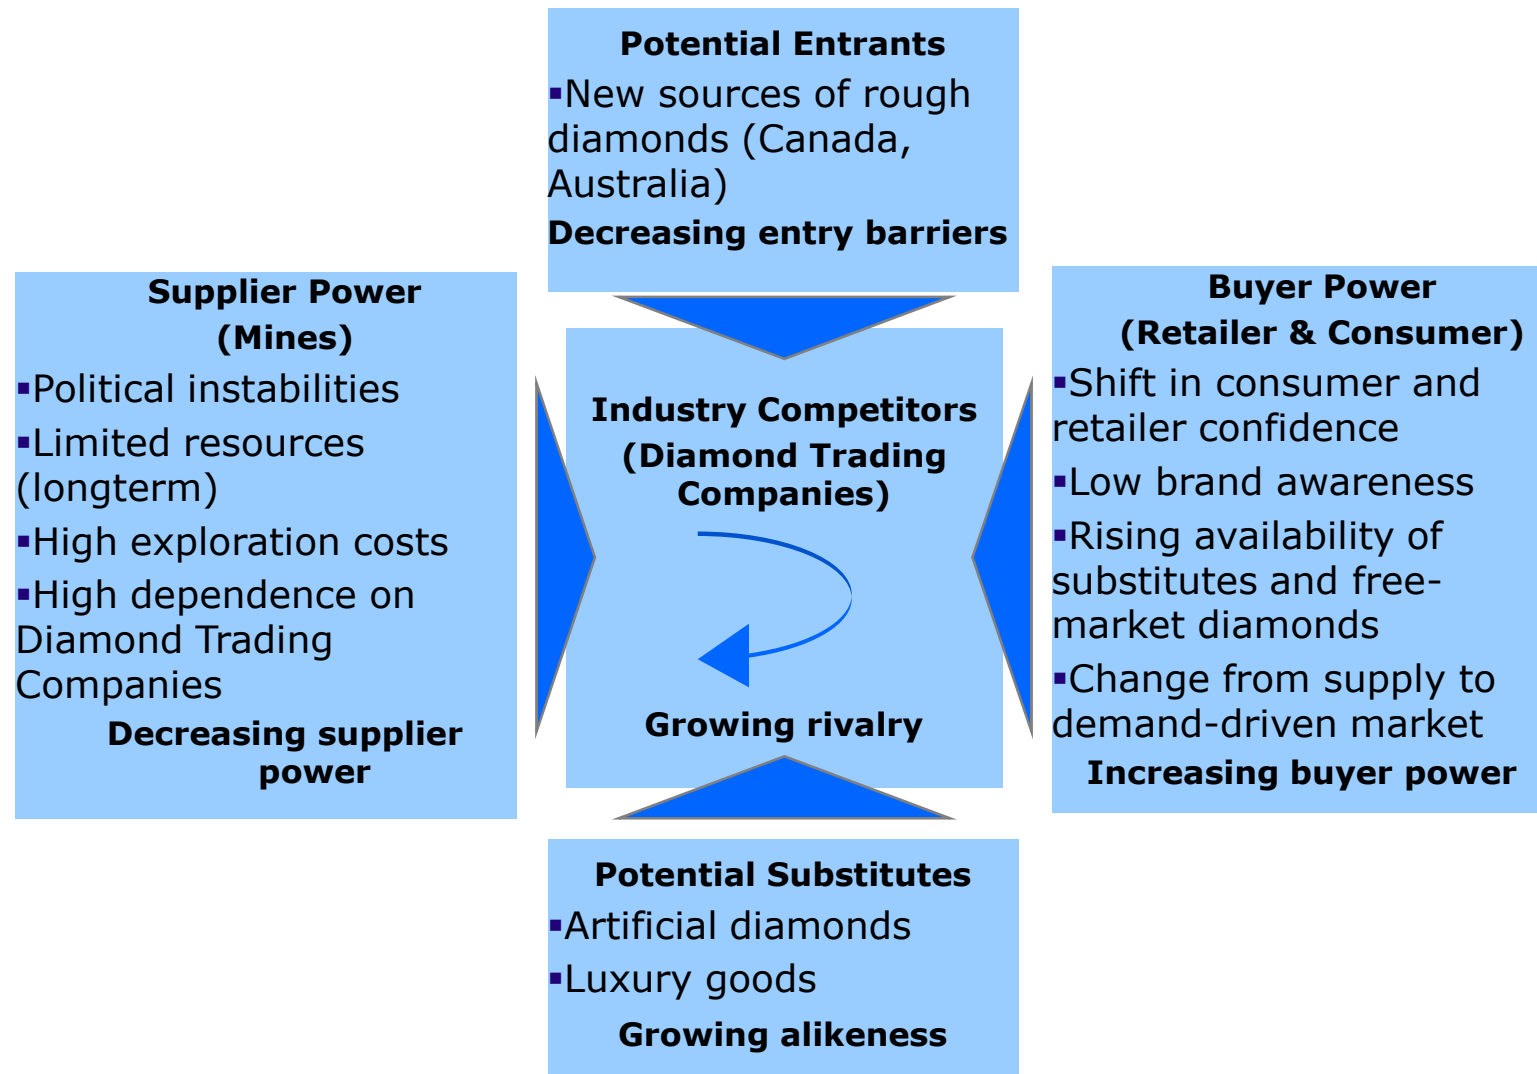 Potential Entrants
▪New sources of rough
diamonds (Canada,
Australia)
Decreasing entry barriers
Supplier Power
(Mines)
▪Political instabilities
▪Limited resources
(longterm)
▪High exploration costs
▪High dependence on
Diamond Trading
Companies
Decreasing supplier
power
Industry Competitors
(Diamond Trading
Companies)
Growing rivalry
Buyer Power
(Retailer & Consumer)
▪Shift in consumer and
retailer confidence
▪Low brand awareness
▪Rising availability of
substitutes and free-
market diamonds
▪Change from supply to
demand-driven market
Increasing buyer power
Potential Substitutes
▪Artificial diamonds
▪Luxury goods
Growing alikeness